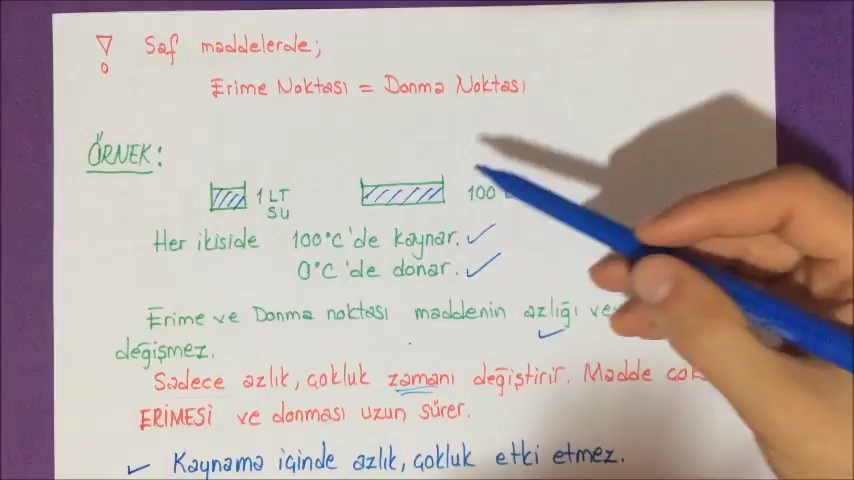 ! Saf maddelerde;
Erime Noktası = Donma Noktası
ÖRNEK:
1 LT 100
SU
Her ikiside 100°C'de kaynar.
0°C'de donar.
Erime ve Donma noktası maddenin azlığı ve
değişmez.
Sadece azlık, çokluk zamanı değiştirir. Madde
ERİMESİ ve donması uzun sürer.
Kaynama içinde azlık, çokluk etki etmez.